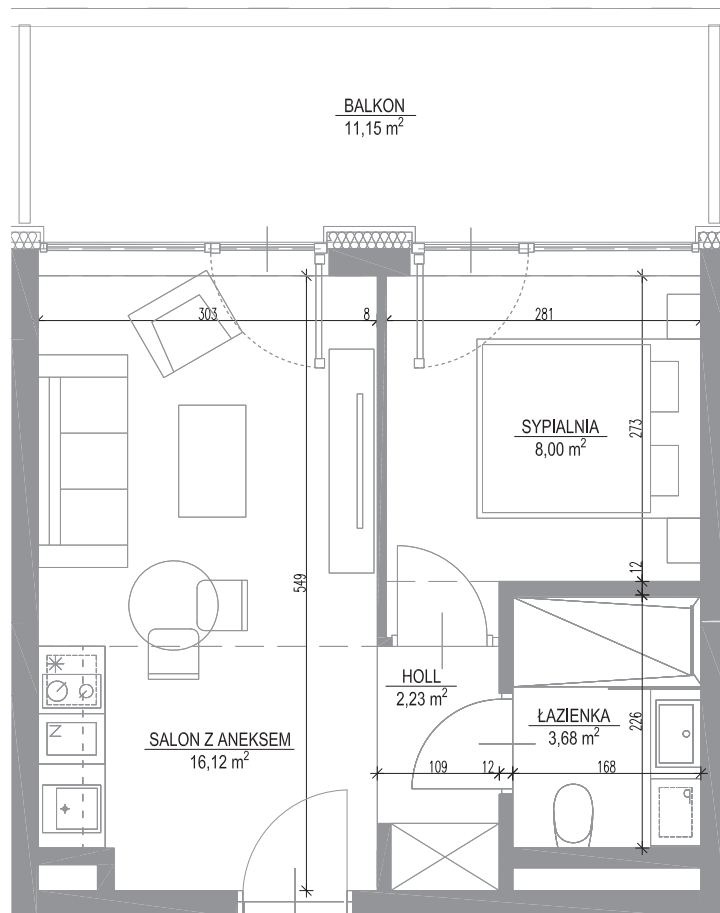 BALKON
11,15 m²
303
8
281
SYPIALNIA
8,00 m²
273
12
549
HOLL
2,23 m²
ŁAZIENKA
3,68 m²
226
SALON Z ANEKSEM
16,12 m²
109
12
168
N